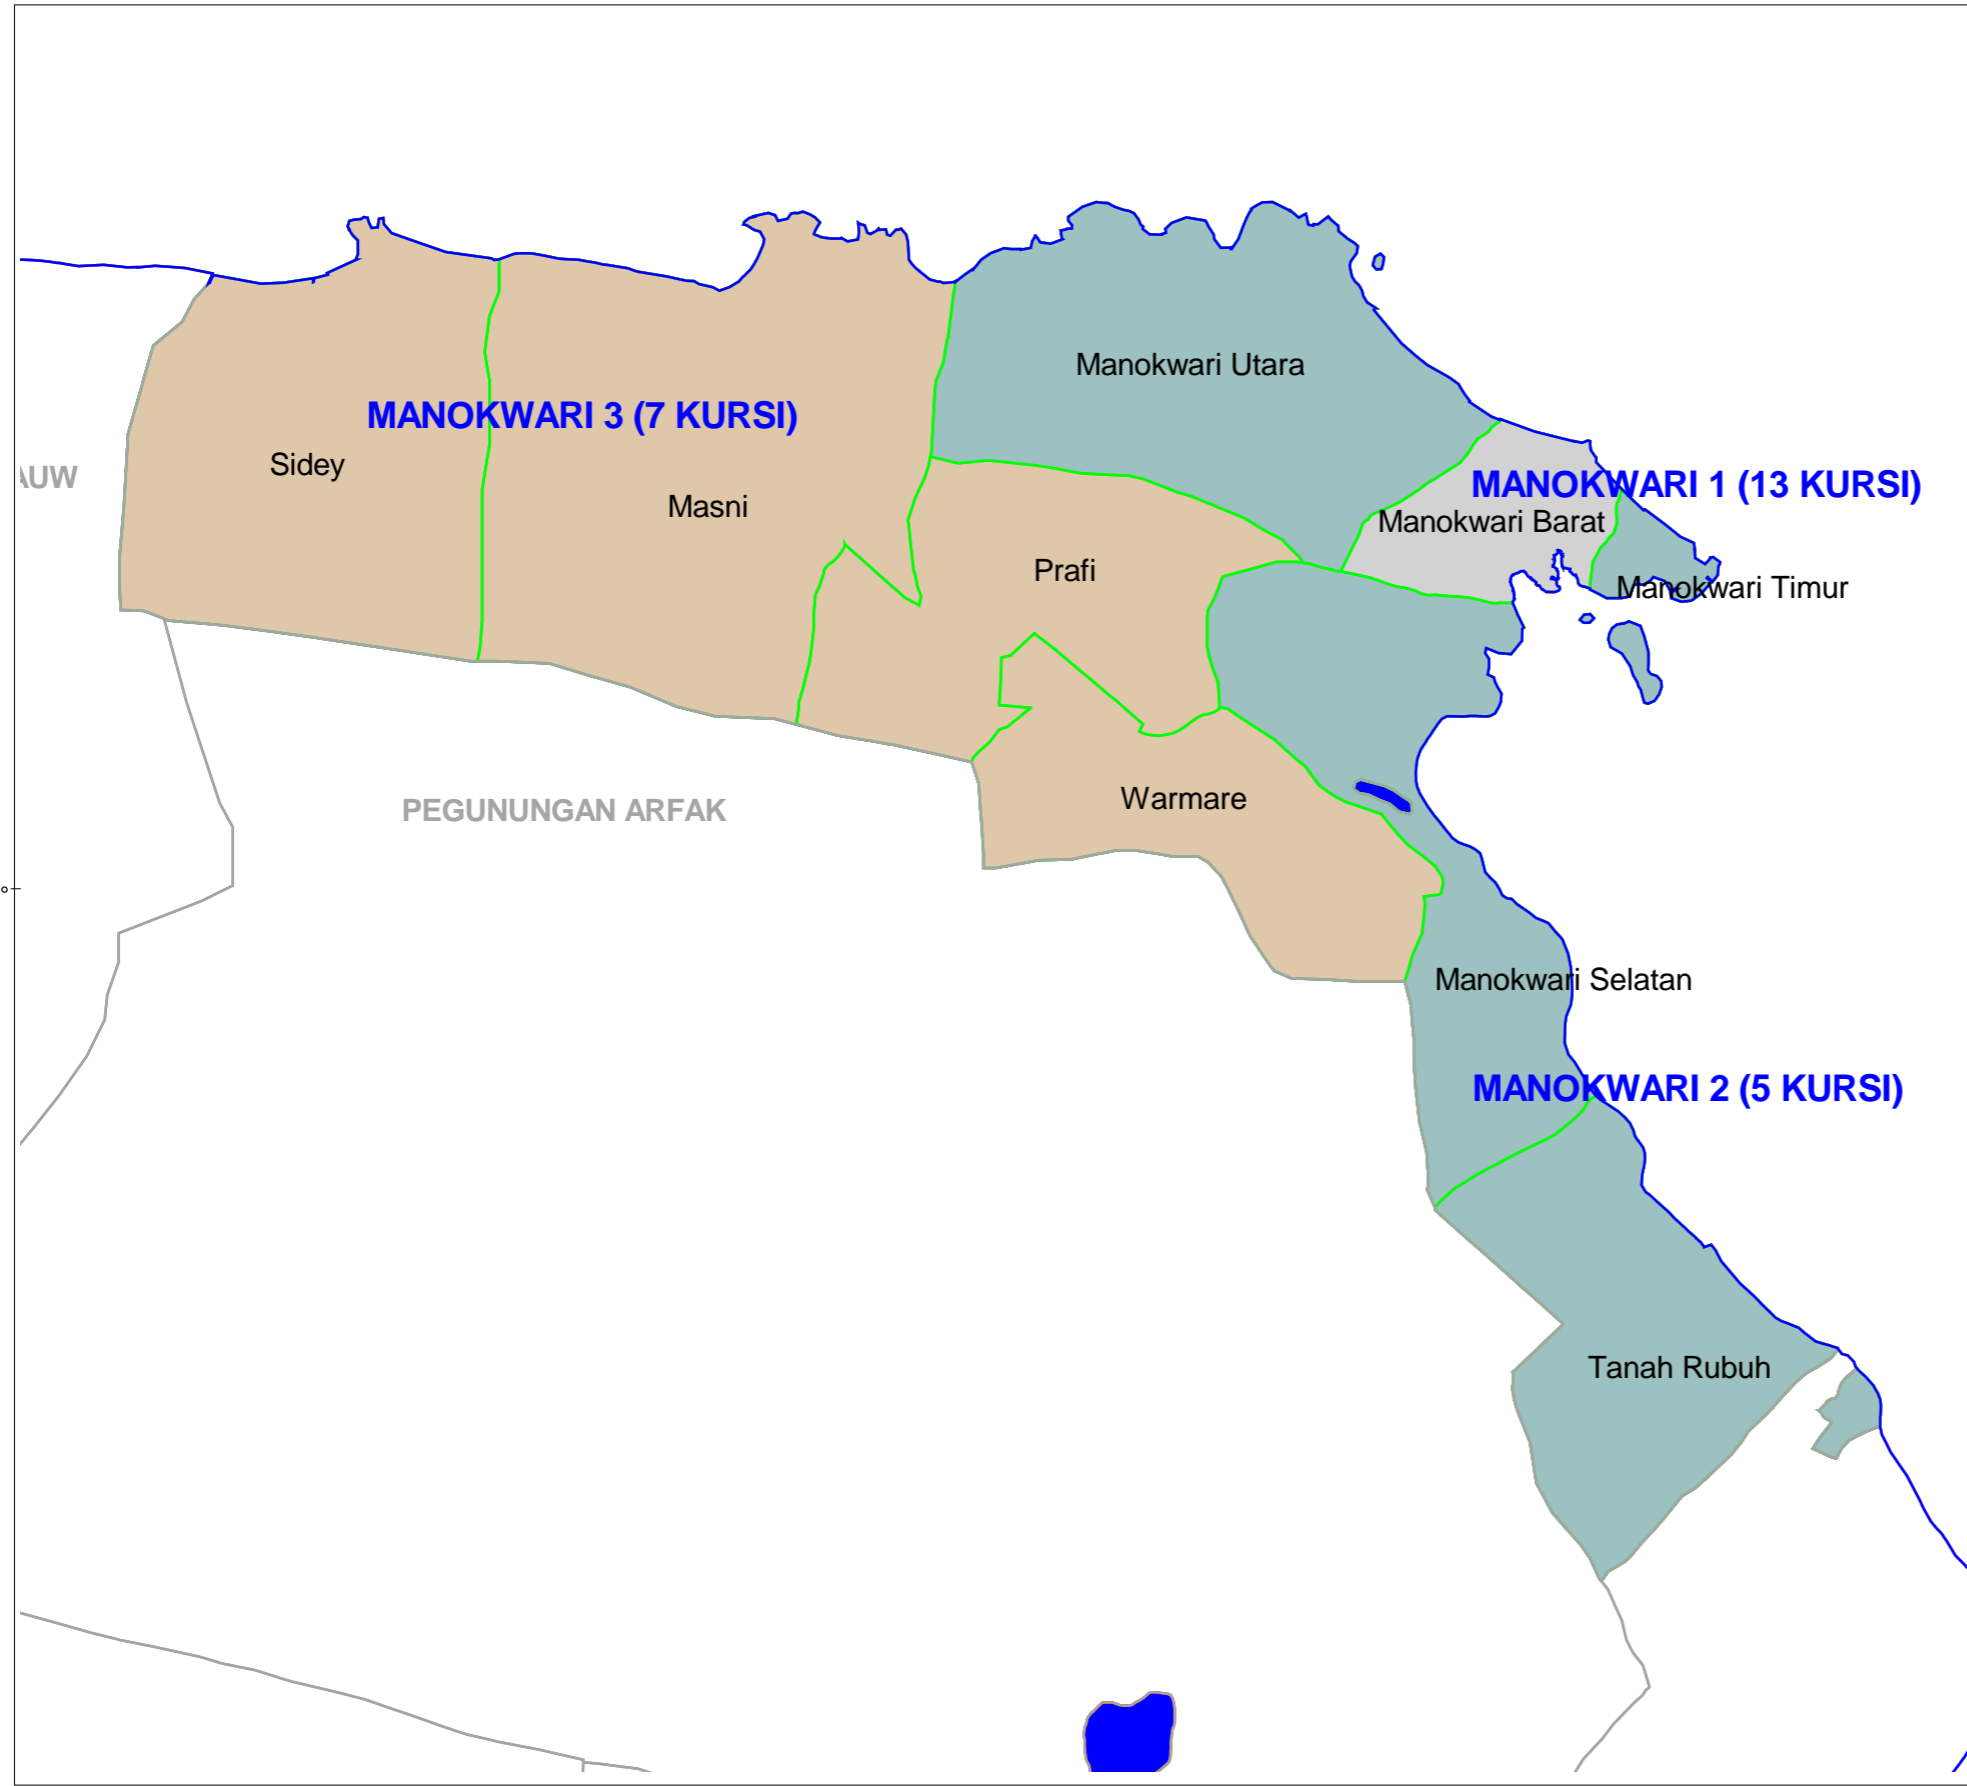 Manokwari Utara
MANOKWARI 3 (7 KURSI)
Sidey
AUW
MANOKWARI 1 (13 KURSI)
Masni
Manokwari Barat
Prafi
Manokwari Timur
Warmare
PEGUNUNGAN ARFAK
Manokwari Selatan
MANOKWARI 2 (5 KURSI)
Tanah Rubuh